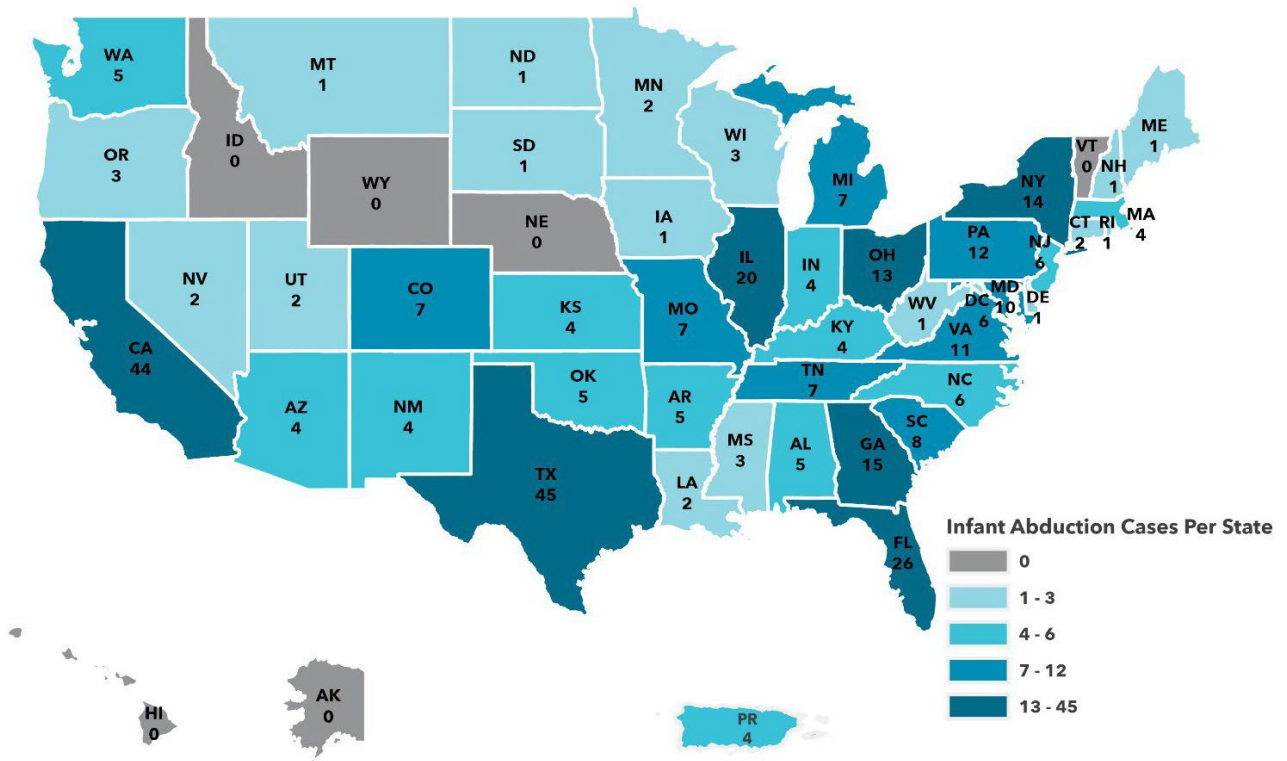 WA
5
MT
1
ND
1
MN
2
OR
3
ID
0
WY
0
SD
1
WI
3
MI
7
NY
14
VT
0
NH
1
ME
1
MA
4
CT
2
RI
1
NV
2
UT
2
CO
7
NE
0
IA
1
IL
20
IN
4
OH
13
PA
12
NJ
6
CA
44
KS
4
MO
7
KY
4
WV
1
VA
11
DC
6
MD
10
DE
1
AZ
4
NM
4
OK
5
AR
5
TN
7
NC
6
SC
8
TX
45
LA
2
MS
3
AL
5
GA
15
FL
26
HI
0
AK
0
PR
4
Infant Abduction Cases Per State
0
1 - 3
4 - 6
7 - 12
13 - 45